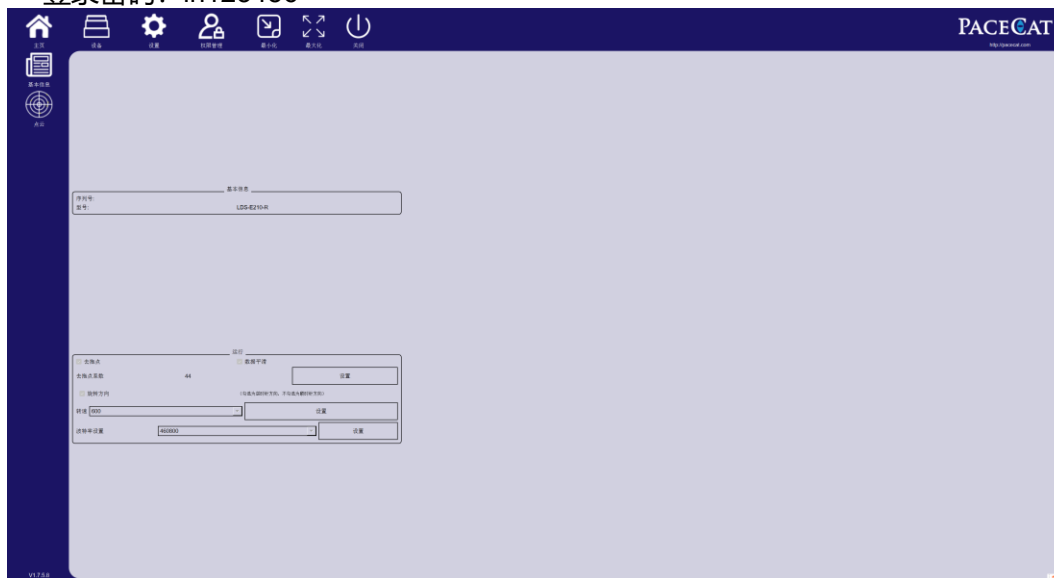 主页 设备 设置 权限管理 最小化 最大化 关闭
PACECAT
http://pacecat.com
基本信息
点云
基本信息
序列号:
型号: LDS-E210-R
去拖点 数据平滑
去拖点系数 44 设置
旋转方向
转速 600 设置
波特率设置 460800 设置
V1.7.5.8